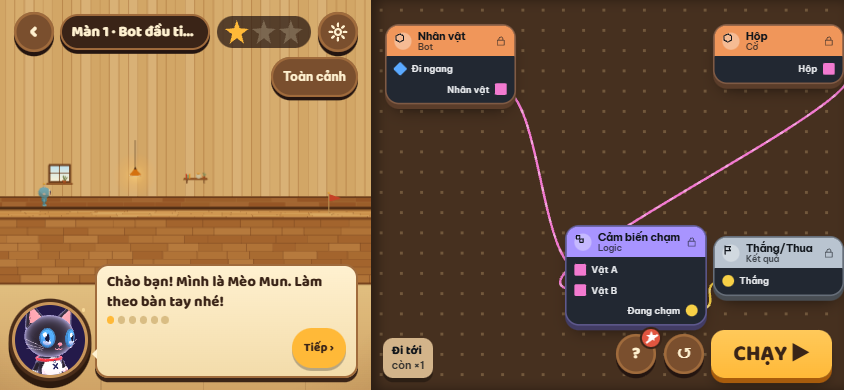 Màn 1 · Bot đầu ti...
Toàn cảnh
Chào bạn! Mình là Mèo Mun. Làm
theo bàn tay nhé!
Tiếp ›
Nhân vật
Bot
Đi ngang
Nhân vật
Hộp
Cờ
Hộp
Cảm biến chạm
Logic
Vật A
Vật B
Đang chạm
Thắng/Thua
Kết quả
Thắng
Đi tới
còn ×1
?
CHẠY